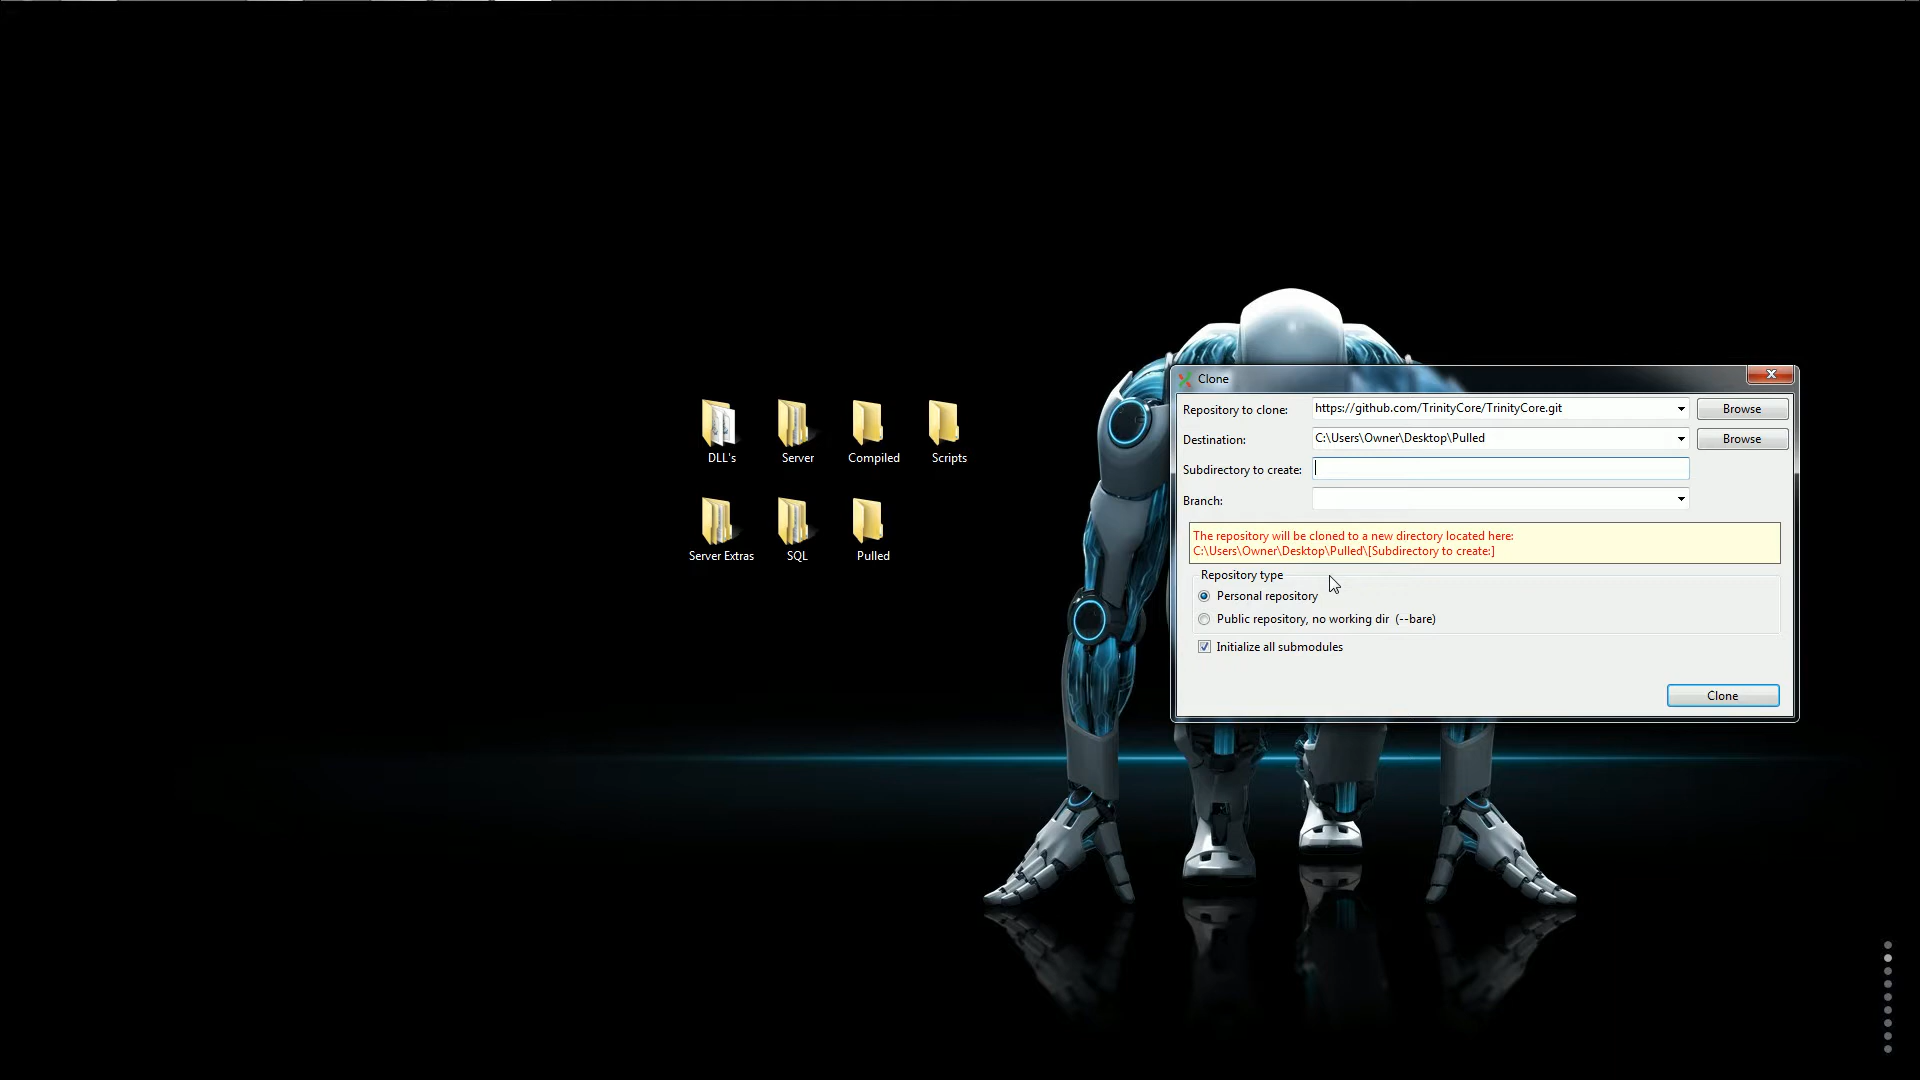 DLL's
Server
Compiled
Scripts
Server Extras
SQL
Pulled
Clone
Repository to clone:
https://github.com/TrinityCore/TrinityCore.git
Browse
Destination:
C:\Users\Owner\Desktop\Pulled
Browse
Subdirectory to create:
Branch:
The repository will be cloned to a new directory located here:
C:\Users\Owner\Desktop\Pulled\[Subdirectory to create:]
Repository type
Personal repository
Public repository, no working dir (--bare)
Initialize all submodules
Clone